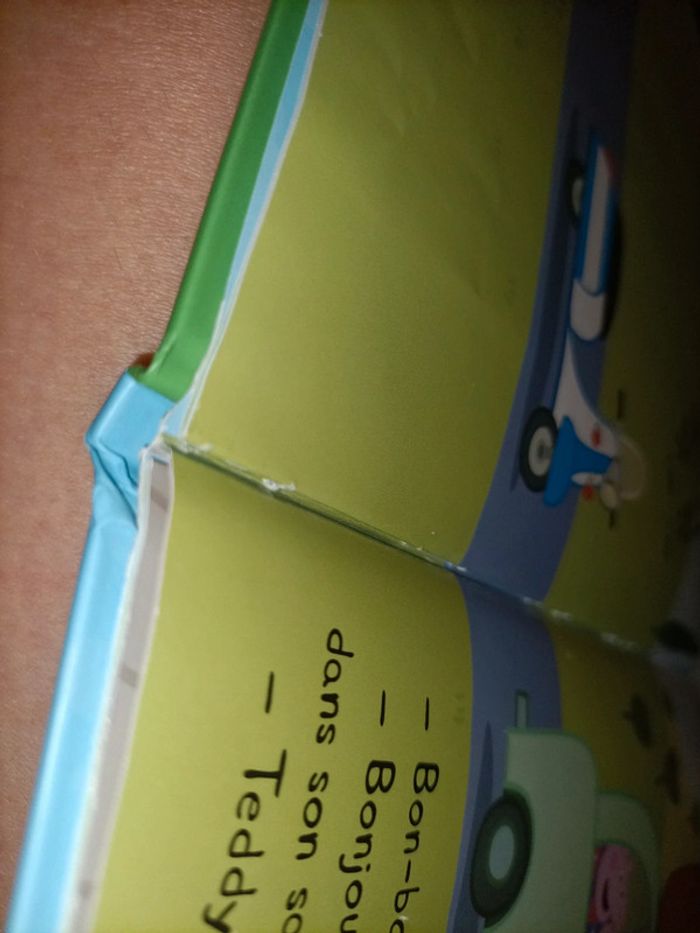 — Bon-
— Bonjou
dans son
— Teddy